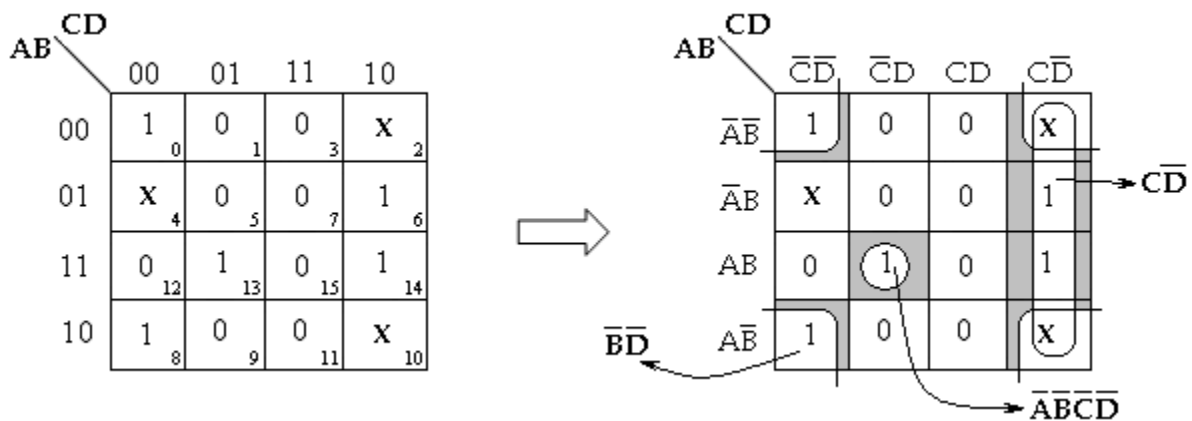 CD
AB
00 01 11 10
00 1 0 0 x 0 1 3 2
01 x 0 0 1 4 5 7 6
11 0 1 0 1 12 13 15 14
10 1 0 0 x 8 9 11 10
CD
AB
C̅D̅ C̅D CD CD̅
A̅B̅ 1 0 0 x
A̅B x 0 0 1
CD̅
AB 0 1 0 1
AB̅ 1 0 0 x
B̅D̅
A̅B̅C̅D̅